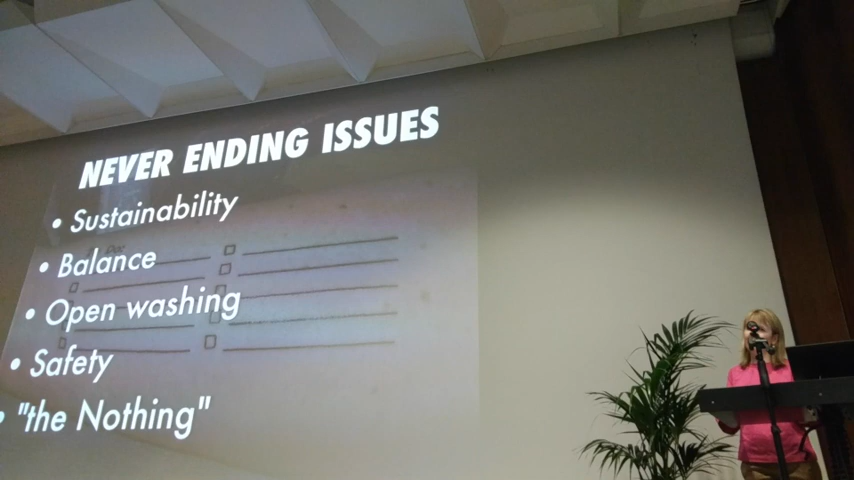 NEVER ENDING ISSUES
• Sustainability
• Balance
• Open washing
• Safety
• "the Nothing"